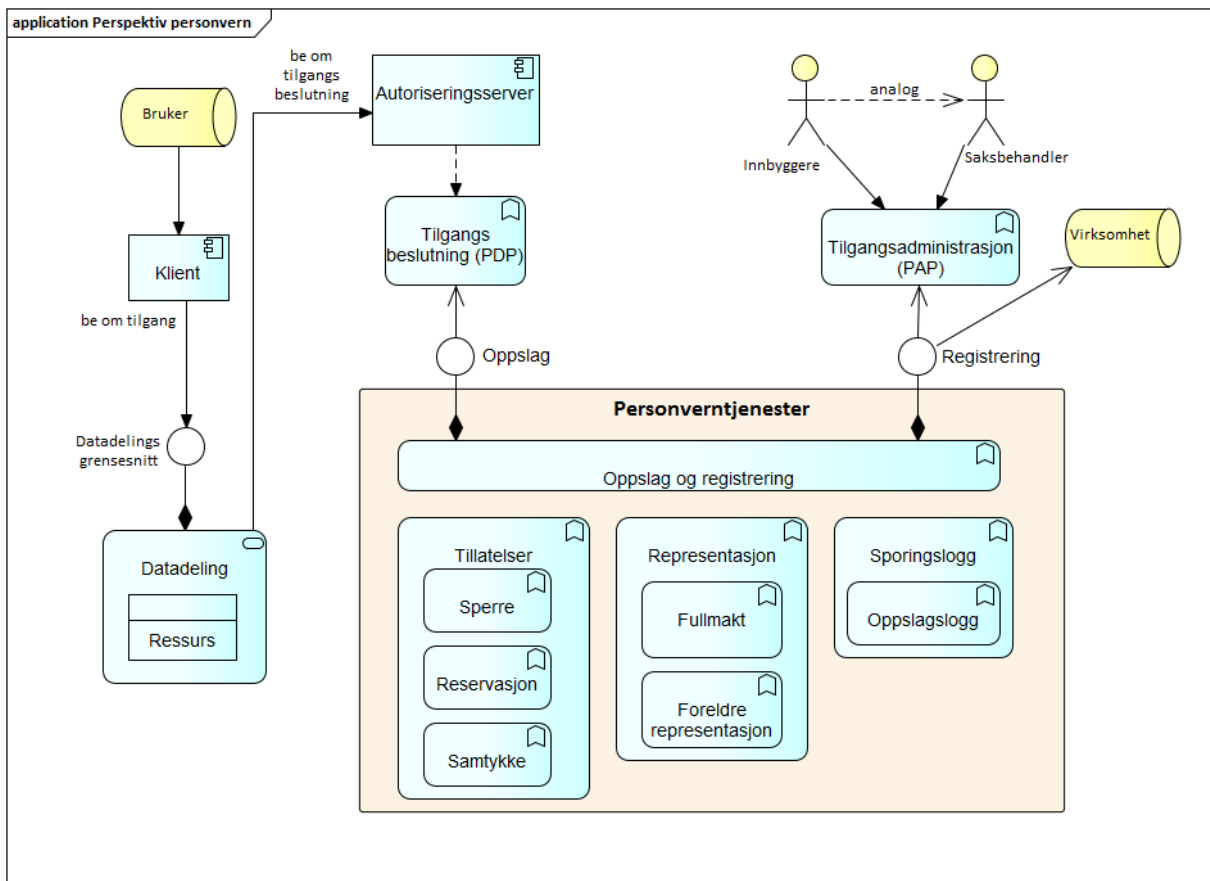 application Perspektiv personvern
be om
tilgangs
beslutning
Bruker
Autoriseringsserver
analog
Innbyggere
Saksbehandler
Tilgangs
beslutning (PDP)
Tilgangsadministrasjon
(PAP)
Virksomhet
Klient
be om tilgang
Oppslag
Registrering
Datadelings
grensesnitt
Personverntjenester
Oppslag og registrering
Datadeling
Ressurs
Tillatelser
Sperre
Reservasjon
Samtykke
Representasjon
Fullmakt
Foreldre
representasjon
Sporingslogg
Oppslagslogg